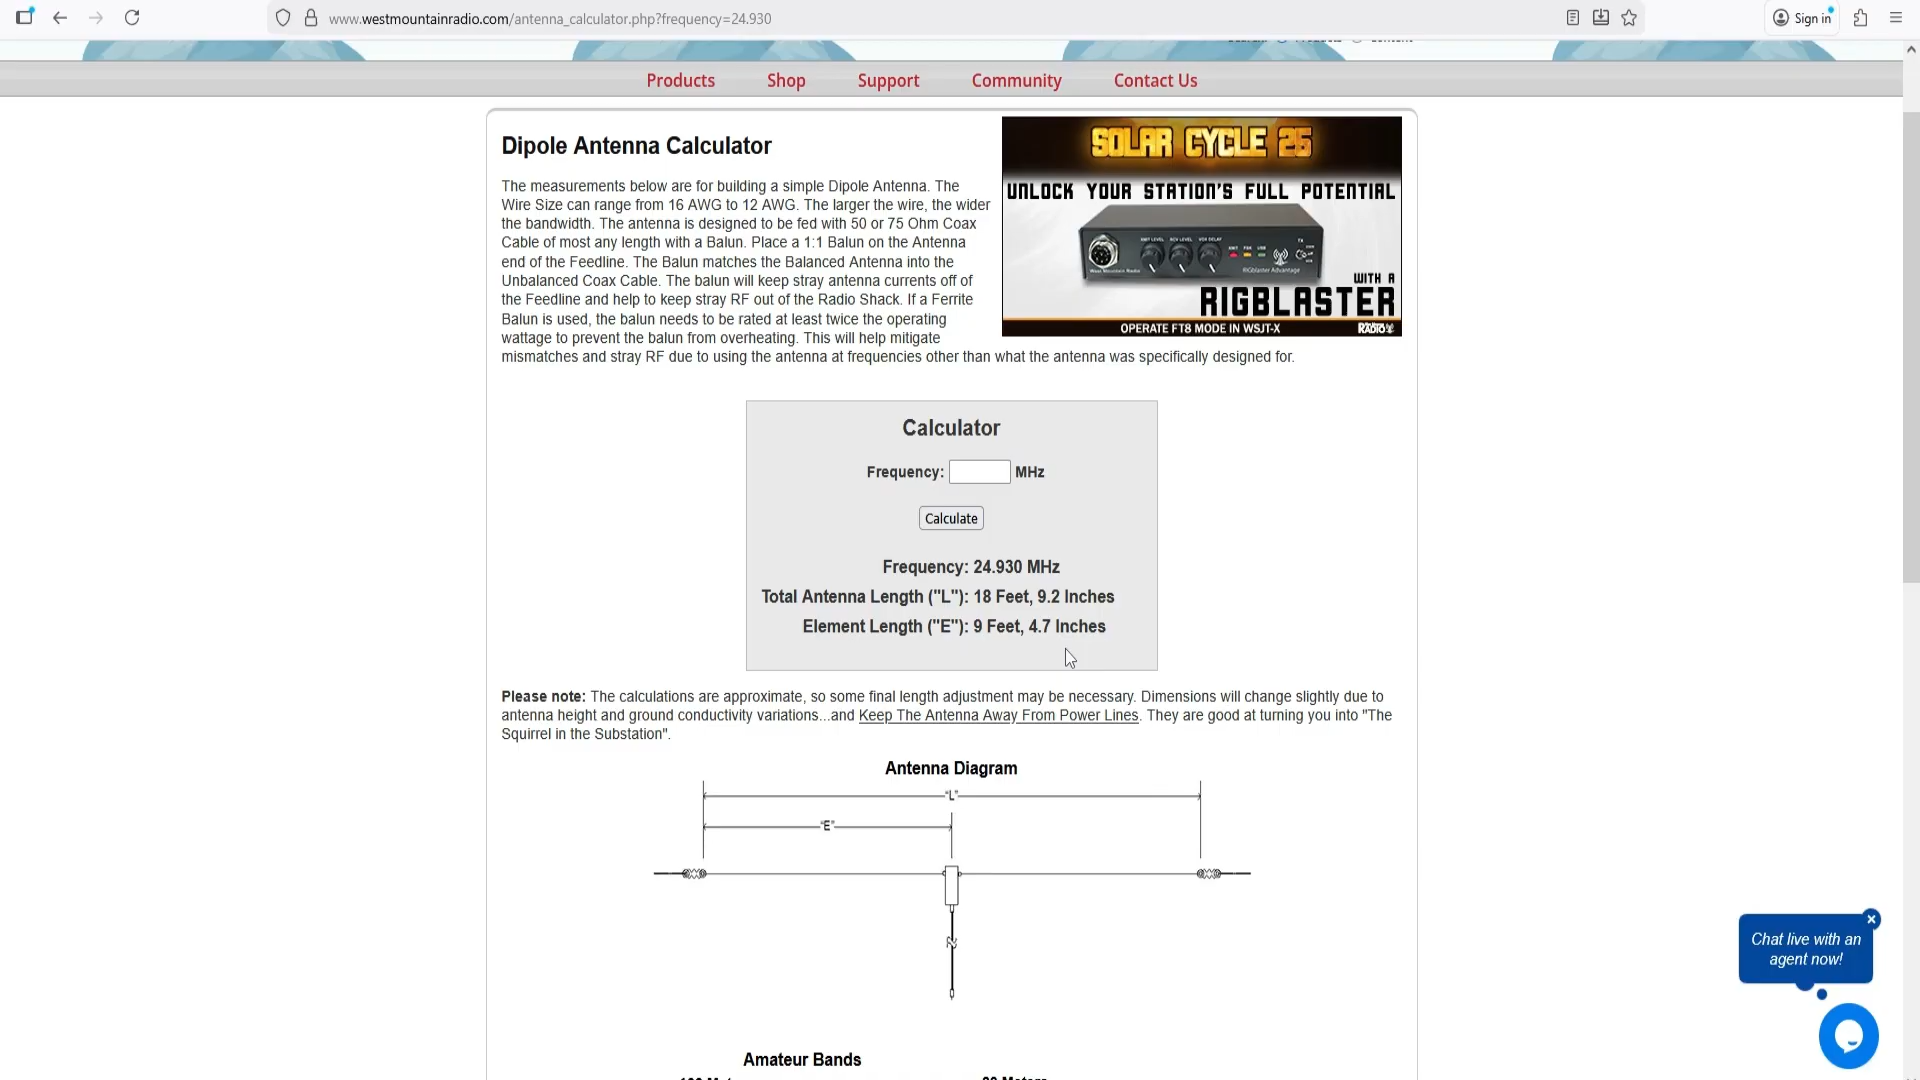 www.westmountainradio.com/antenna_calculator.php?frequency=24.930
Sign in
Products Shop Support Community Contact Us
Dipole Antenna Calculator
The measurements below are for building a simple Dipole Antenna. The
Wire Size can range from 16 AWG to 12 AWG. The larger the wire, the wider
the bandwidth. The antenna is designed to be fed with 50 or 75 Ohm Coax
Cable of most any length with a Balun. Place a 1:1 Balun on the Antenna
end of the Feedline. The Balun matches the Balanced Antenna into the
Unbalanced Coax Cable. The balun will keep stray antenna currents off of
the Feedline and help to keep stray RF out of the Radio Shack. If a Ferrite
Balun is used, the balun needs to be rated at least twice the operating
wattage to prevent the balun from overheating. This will help mitigate
mismatches and stray RF due to using the antenna at frequencies other than what the antenna was specifically designed for.
SOLAR CYCLE 25
UNLOCK YOUR STATION'S FULL POTENTIAL
XMIT LEVEL RCV LEVEL VOX DELAY
West Mountain Radio
RIGblaster Advantage
WITH A
RIGBLASTER
OPERATE FT8 MODE IN WSJT-X
Calculator
Frequency: MHz
Calculate
Frequency: 24.930 MHz
Total Antenna Length ("L"): 18 Feet, 9.2 Inches
Element Length ("E"): 9 Feet, 4.7 Inches
Please note: The calculations are approximate, so some final length adjustment may be necessary. Dimensions will change slightly due to
antenna height and ground conductivity variations...and Keep The Antenna Away From Power Lines. They are good at turning you into "The
Squirrel in the Substation".
Antenna Diagram
"L"
"E"
Chat live with an
agent now!
Amateur Bands